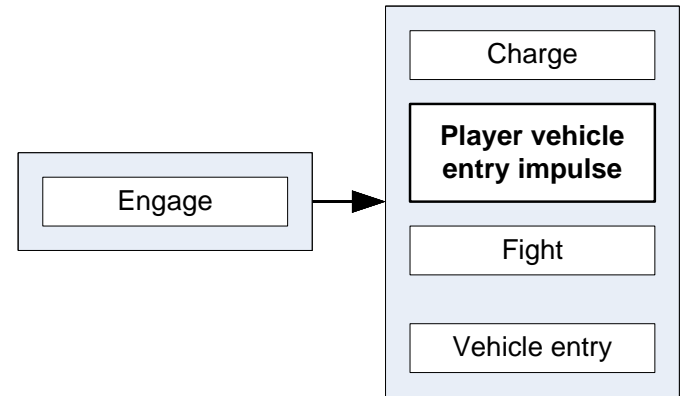 Charge
Player vehicle
entry impulse
Engage
Fight
Vehicle entry